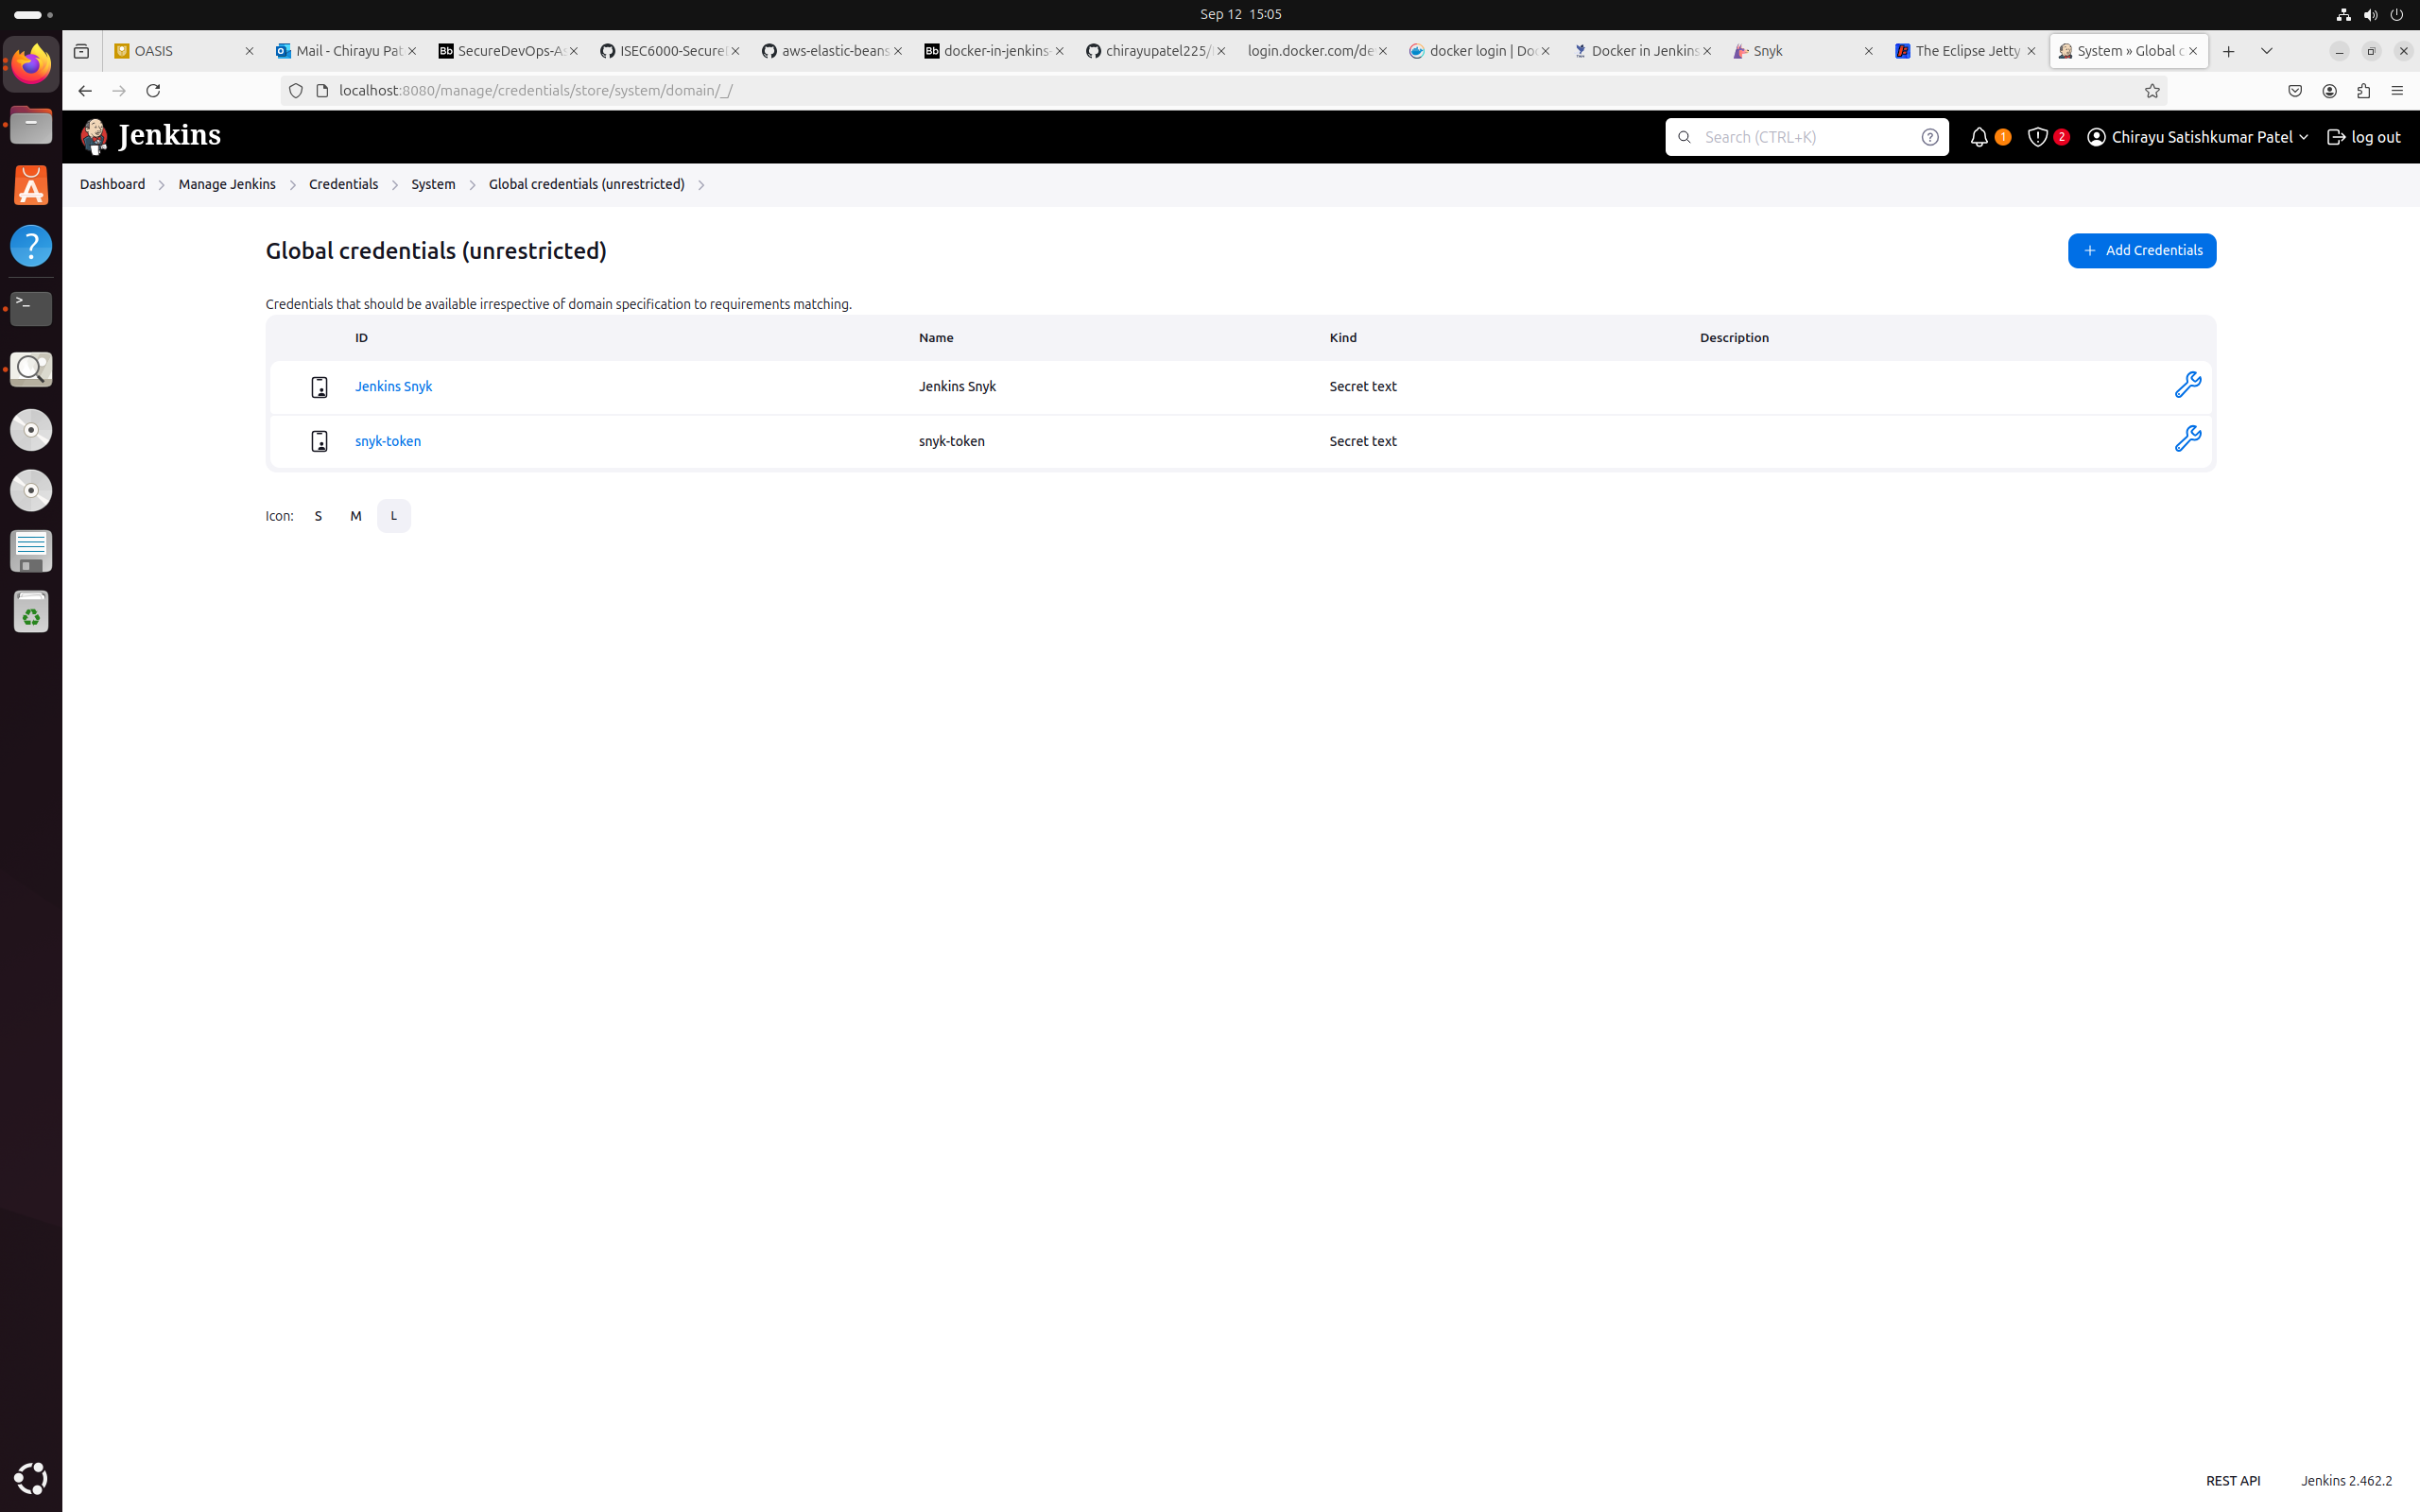 Sep 12 15:05
OASIS
Mail - Chirayu Pat
Bb SecureDevOps-As
ISEC6000-Secure
aws-elastic-beans
Bb docker-in-jenkins-
chirayupatel225/
login.docker.com/de
docker login | Do
Docker in Jenkins
Snyk
The Eclipse Jetty
System » Global c
localhost:8080/manage/credentials/store/system/domain/_/
Jenkins
Search (CTRL+K)
1
2
Chirayu Satishkumar Patel
log out
Dashboard
Manage Jenkins
Credentials
System
Global credentials (unrestricted)
Global credentials (unrestricted)
Add Credentials
Credentials that should be available irrespective of domain specification to requirements matching.
ID Name Kind Description
Jenkins Snyk Jenkins Snyk Secret text
snyk-token snyk-token Secret text
Icon: S M L
REST API Jenkins 2.462.2